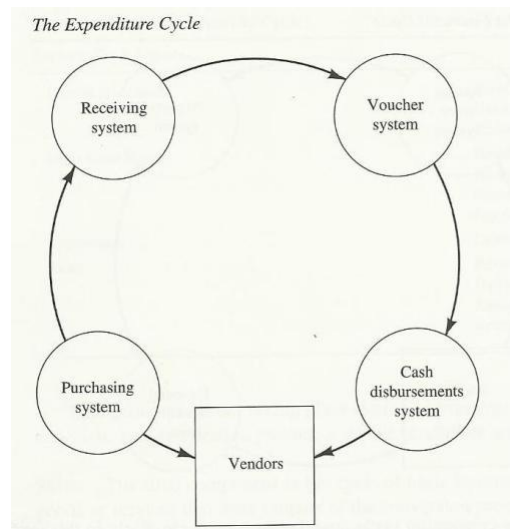 The Expenditure Cycle
Receiving
system
Voucher
system
Purchasing
system
Cash
disbursements
system
Vendors